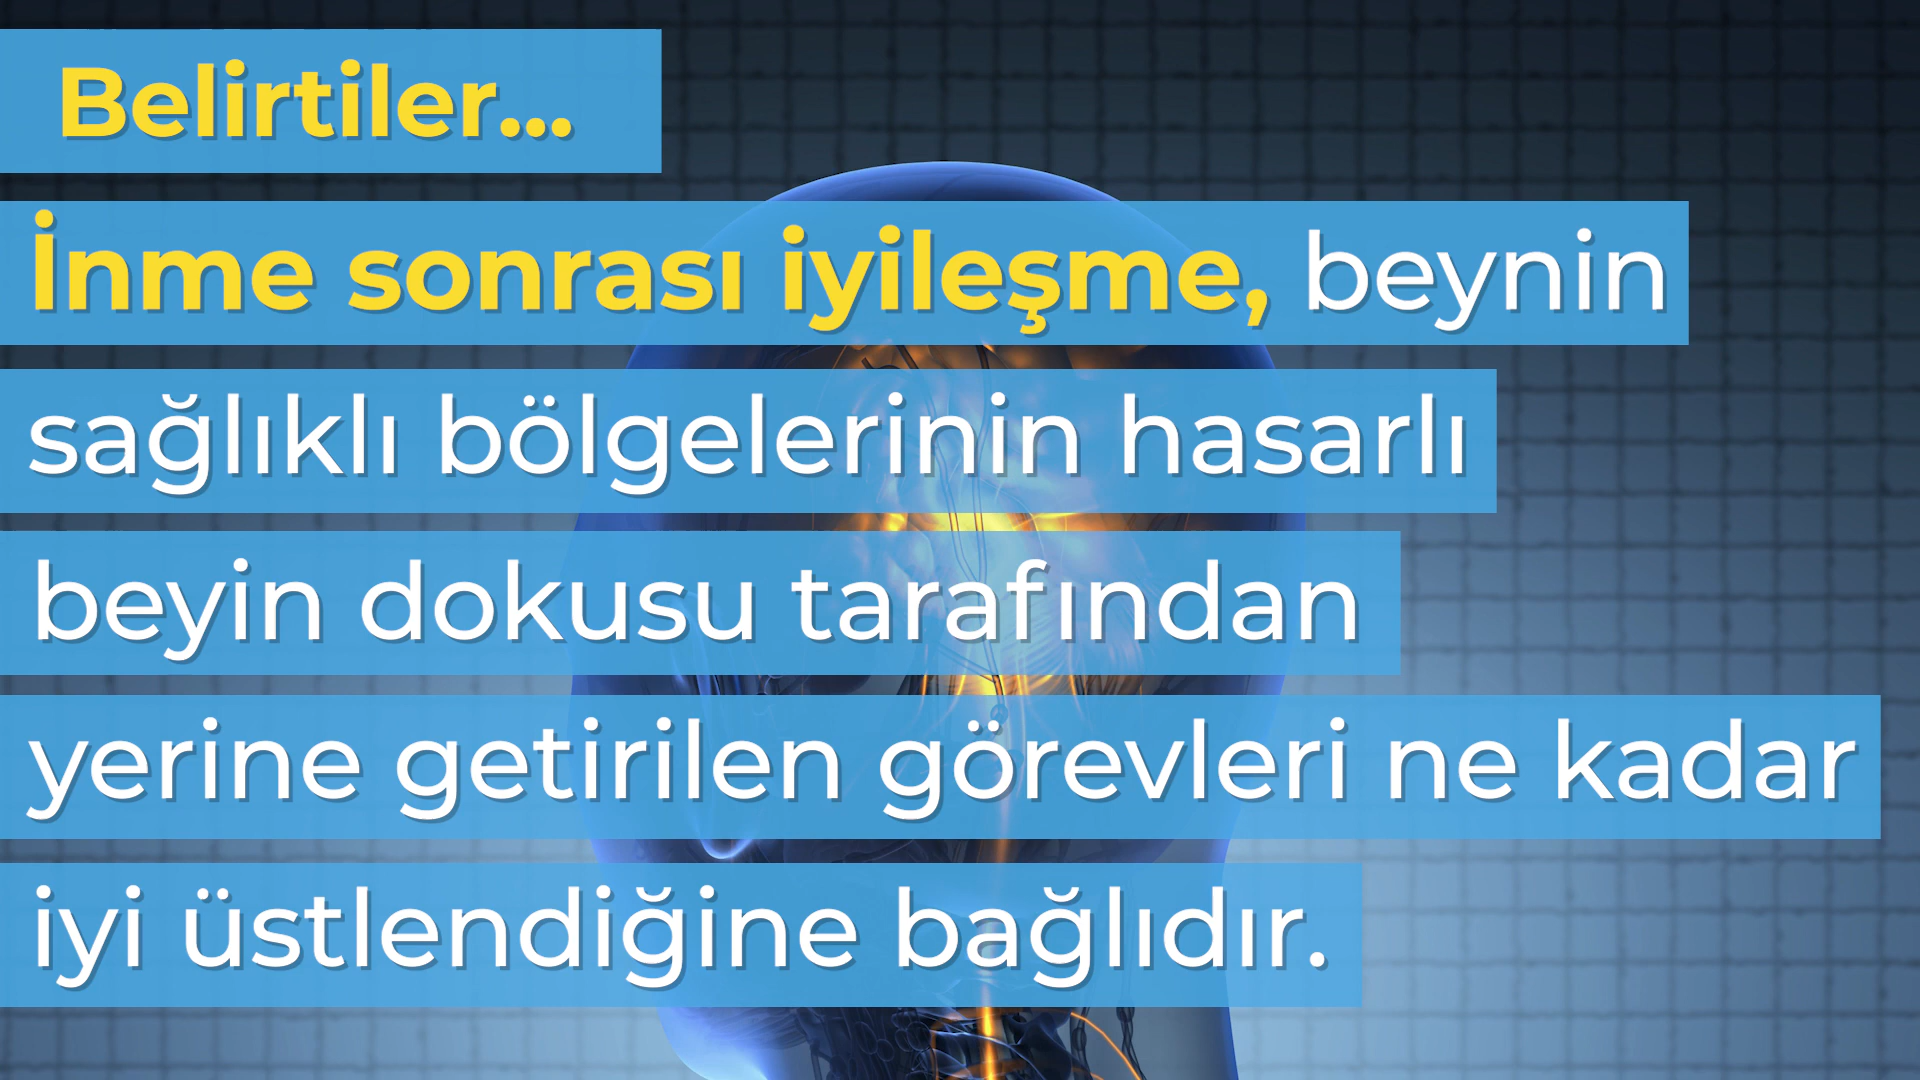 Belirtiler...
İnme sonrası iyileşme, beynin
sağlıklı bölgelerinin hasarlı
beyin dokusu tarafından
yerine getirilen görevleri ne kadar
iyi üstlendiğine bağlıdır.